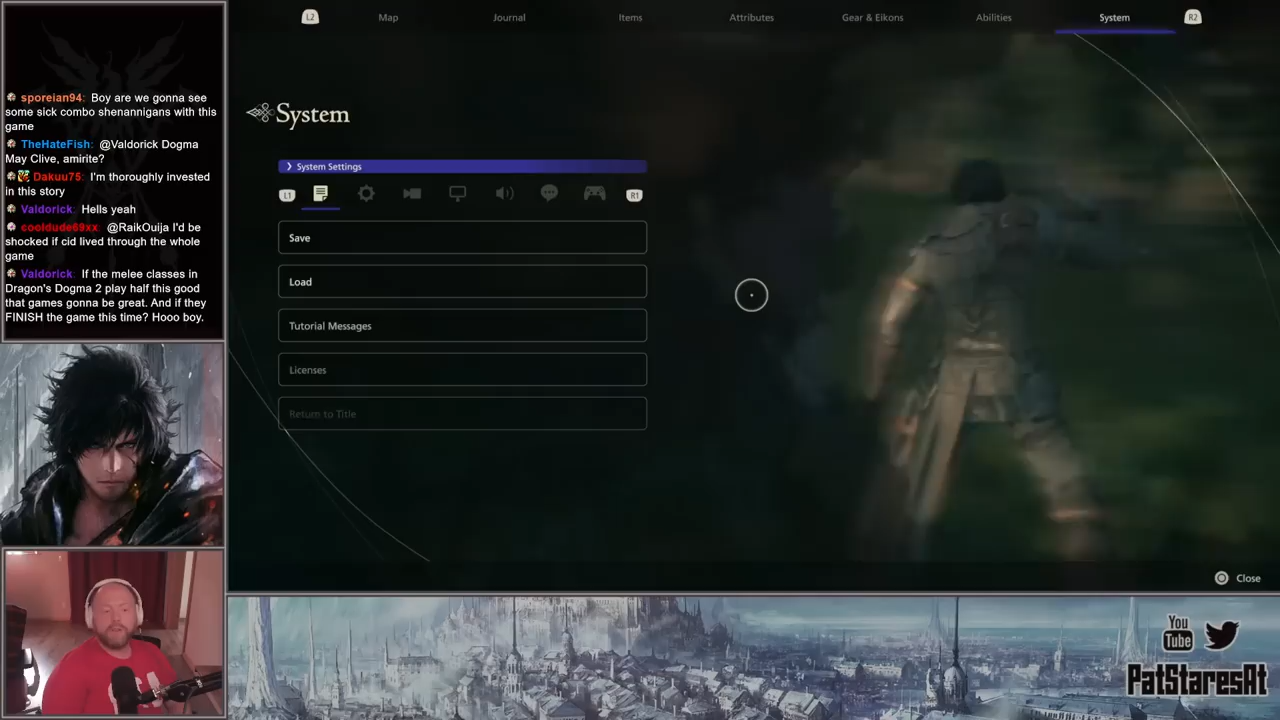 L2
Map
Journal
Items
Attributes
Gear & Eikons
Abilities
System
R2
sporeian94: Boy are we gonna see
some sick combo shenannigans with this
game
TheHateFish: @Valdorick Dogma
May Clive, amirite?
Dakuu75: I'm thoroughly invested
in this story
Valdorick: Hells yeah
cooldude69xx: @RaikOuija I'd be
shocked if cid lived through the whole
game
Valdorick: If the melee classes in
Dragon's Dogma 2 play half this good
that games gonna be great. And if they
FINISH the game this time? Hooo boy.
System
System Settings
L1
R1
Save
Load
Tutorial Messages
Licenses
Return to Title
Close
You
Tube
PatStaresAt